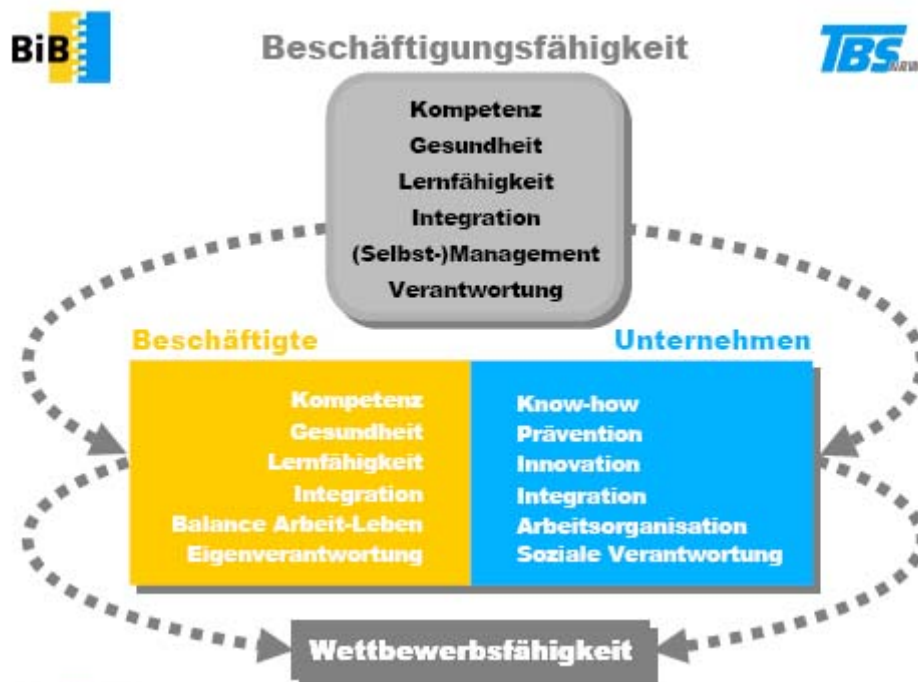 BiB
Beschäftigungsfähigkeit
TBS NRW
Kompetenz
Gesundheit
Lernfähigkeit
Integration
(Selbst-)Management
Verantwortung
Beschäftigte
Unternehmen
Kompetenz
Gesundheit
Lernfähigkeit
Integration
Balance Arbeit-Leben
Eigenverantwortung
Know-how
Prävention
Innovation
Integration
Arbeitsorganisation
Soziale Verantwortung
Wettbewerbsfähigkeit